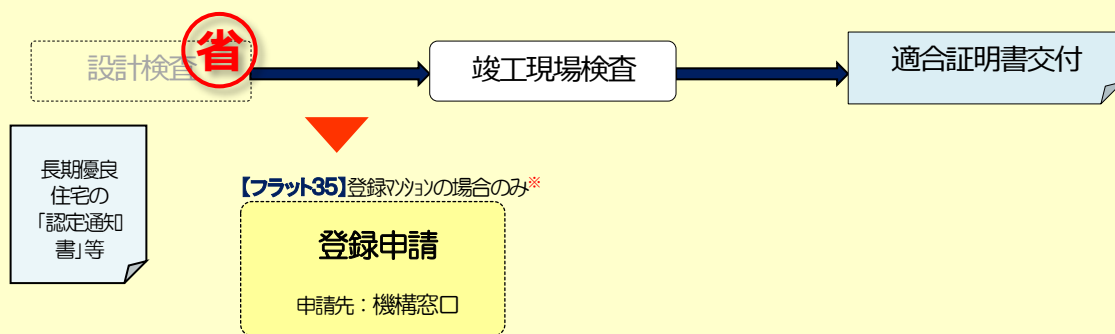 設計検査
省
竣工現場検査
適合証明書交付
長期優良
住宅の
「認定通知
書」等
【フラット35】登録マンションの場合のみ※
登録申請
申請先：機構窓口